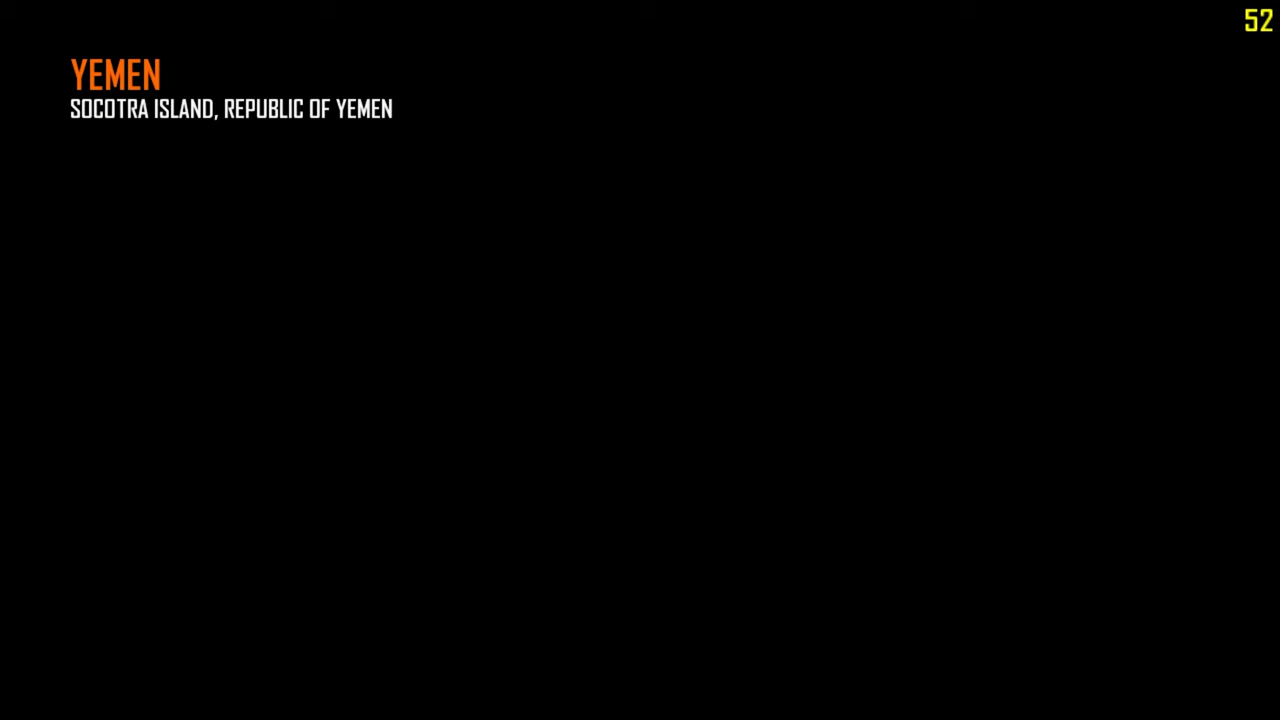 52
YEMEN
SOCOTRA ISLAND, REPUBLIC OF YEMEN